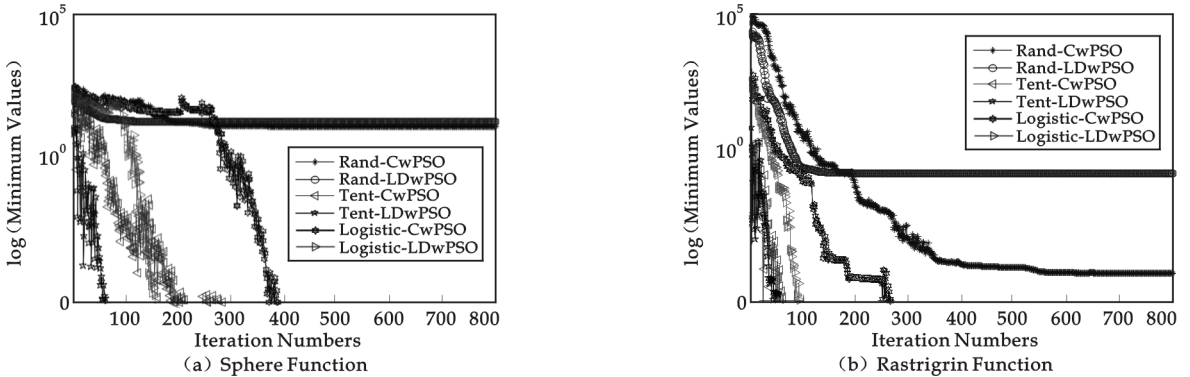 10^5
10^0
0
log (Minimum Values)
Rand-CwPSO
Rand-LDwPSO
Tent-CwPSO
Tent-LDwPSO
Logistic-CwPSO
Logistic-LDwPSO
100 200 300 400 500 600 700 800
Iteration Numbers
(a) Sphere Function
10^5
10^0
0
log (Minimum Values)
Rand-CwPSO
Rand-LDwPSO
Tent-CwPSO
Tent-LDwPSO
Logistic-CwPSO
Logistic-LDwPSO
100 200 300 400 500 600 700 800
Iteration Numbers
(b) Rastrigrin Function